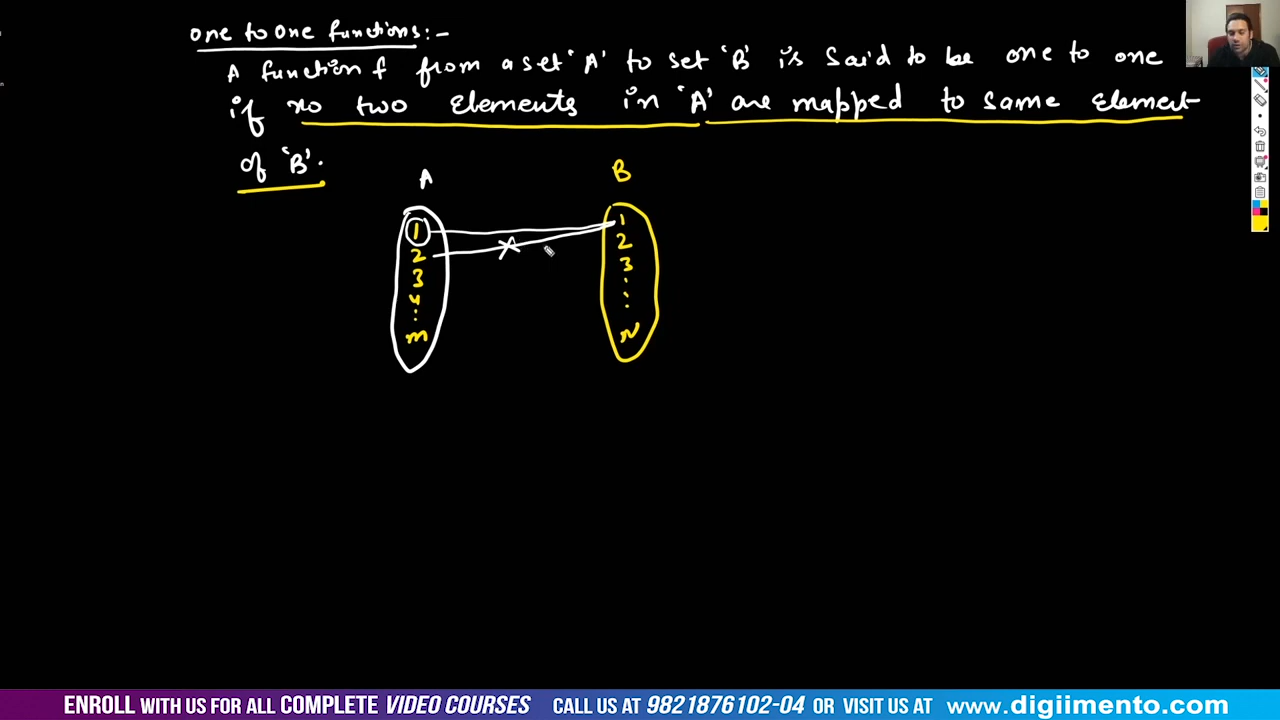 one to one functions:-
A function f from a set 'A' to set 'B' is said to be one to one
if no two elements in 'A' are mapped to same element
of 'B'.
A B
1 1
2 2
3 3
4
m N
ENROLL WITH US FOR ALL COMPLETE VIDEO COURSES CALL US AT 9821876102-04 OR VISIT US AT www.digiimento.com